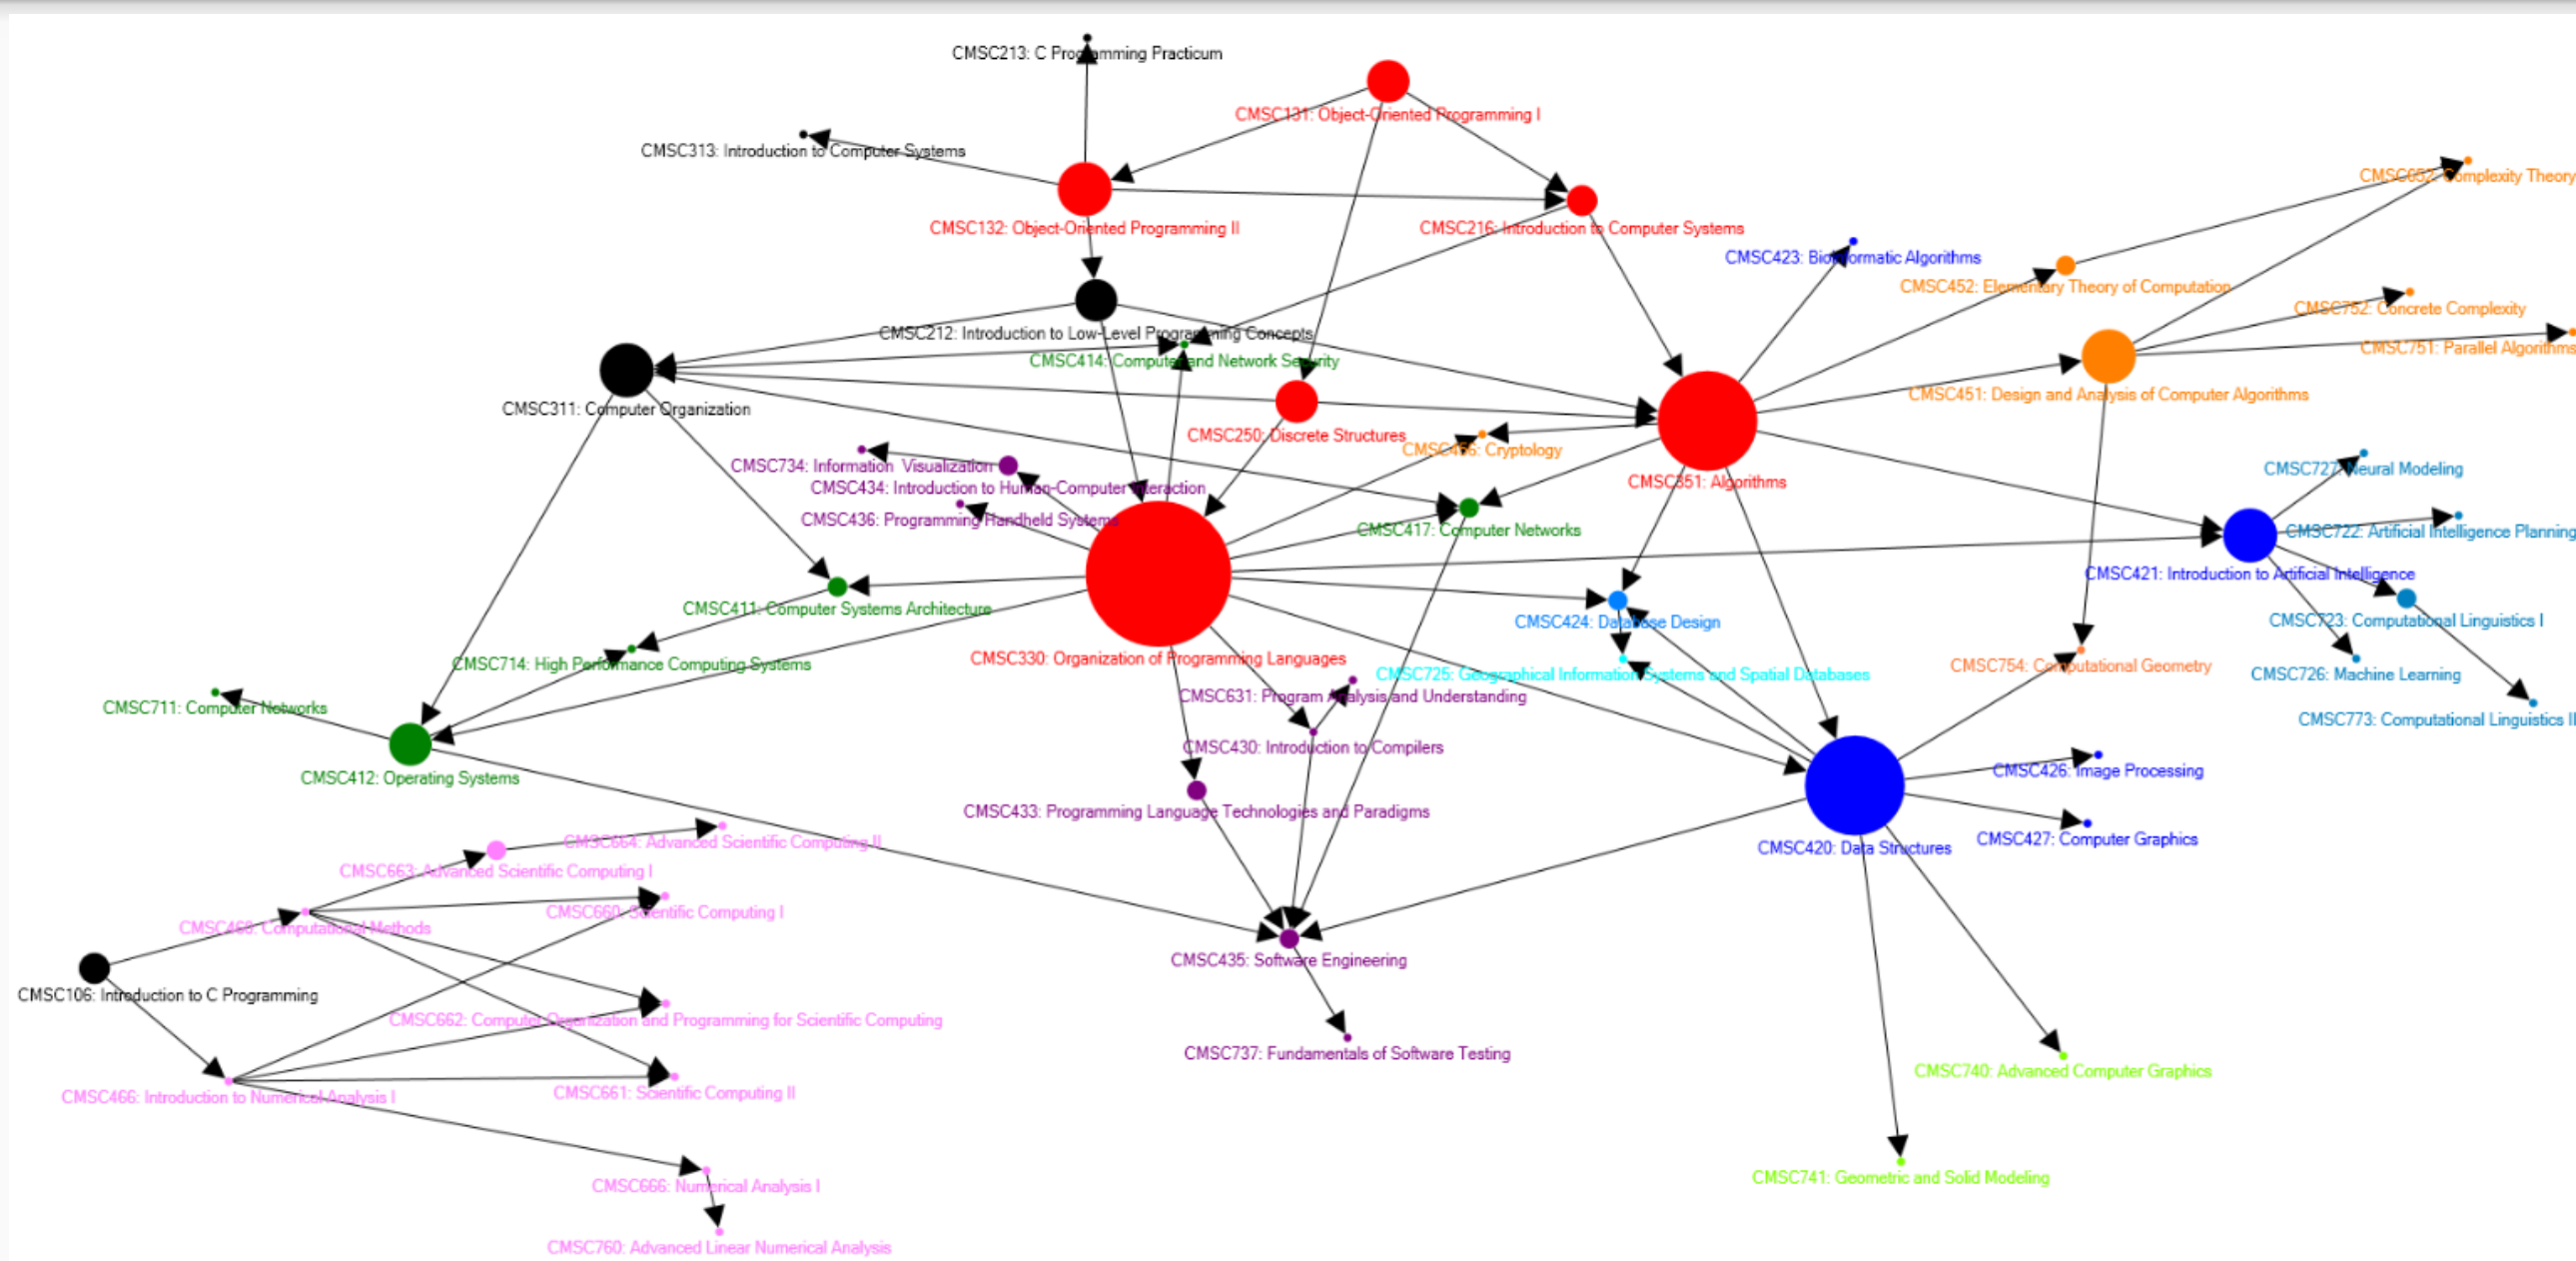 CMSC213: C Programming Practicum
CMSC131: Object-Oriented Programming I
CMSC313: Introduction to Computer Systems
CMSC652: Complexity Theory
CMSC132: Object-Oriented Programming II
CMSC216: Introduction to Computer Systems
CMSC423: Bioinformatic Algorithms
CMSC452: Elementary Theory of Computation
CMSC752: Concrete Complexity
CMSC212: Introduction to Low-Level Programming Concepts
CMSC751: Parallel Algorithms
CMSC414: Computer and Network Security
CMSC451: Design and Analysis of Computer Algorithms
CMSC311: Computer Organization
CMSC250: Discrete Structures
CMSC456: Cryptology
CMSC734: Information Visualization
CMSC727: Neural Modeling
CMSC351: Algorithms
CMSC434: Introduction to Human-Computer Interaction
CMSC436: Programming Handheld Systems
CMSC417: Computer Networks
CMSC722: Artificial Intelligence Planning
CMSC421: Introduction to Artificial Intelligence
CMSC411: Computer Systems Architecture
CMSC424: Database Design
CMSC723: Computational Linguistics I
CMSC330: Organization of Programming Languages
CMSC714: High Performance Computing Systems
CMSC754: Computational Geometry
CMSC725: Geographical Information Systems and Spatial Databases
CMSC726: Machine Learning
CMSC631: Program Analysis and Understanding
CMSC711: Computer Networks
CMSC773: Computational Linguistics II
CMSC430: Introduction to Compilers
CMSC426: Image Processing
CMSC412: Operating Systems
CMSC433: Programming Language Technologies and Paradigms
CMSC427: Computer Graphics
CMSC664: Advanced Scientific Computing II
CMSC420: Data Structures
CMSC663: Advanced Scientific Computing I
CMSC660: Scientific Computing I
CMSC460: Computational Methods
CMSC435: Software Engineering
CMSC106: Introduction to C Programming
CMSC662: Computer Organization and Programming for Scientific Computing
CMSC737: Fundamentals of Software Testing
CMSC740: Advanced Computer Graphics
CMSC661: Scientific Computing II
CMSC466: Introduction to Numerical Analysis I
CMSC741: Geometric and Solid Modeling
CMSC666: Numerical Analysis I
CMSC760: Advanced Linear Numerical Analysis